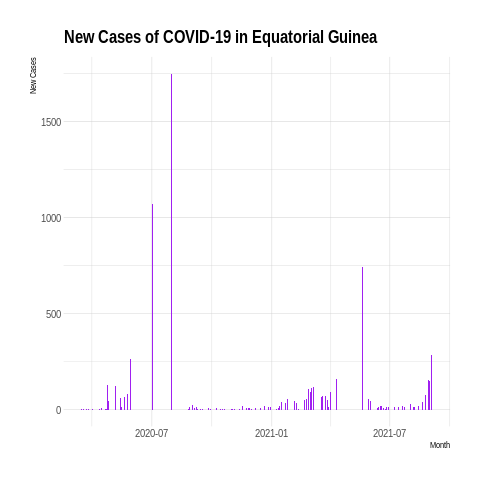 New Cases of COVID-19 in Equatorial Guinea
New Cases
1500
1000
500
0
2020-07
2021-01
2021-07
Month